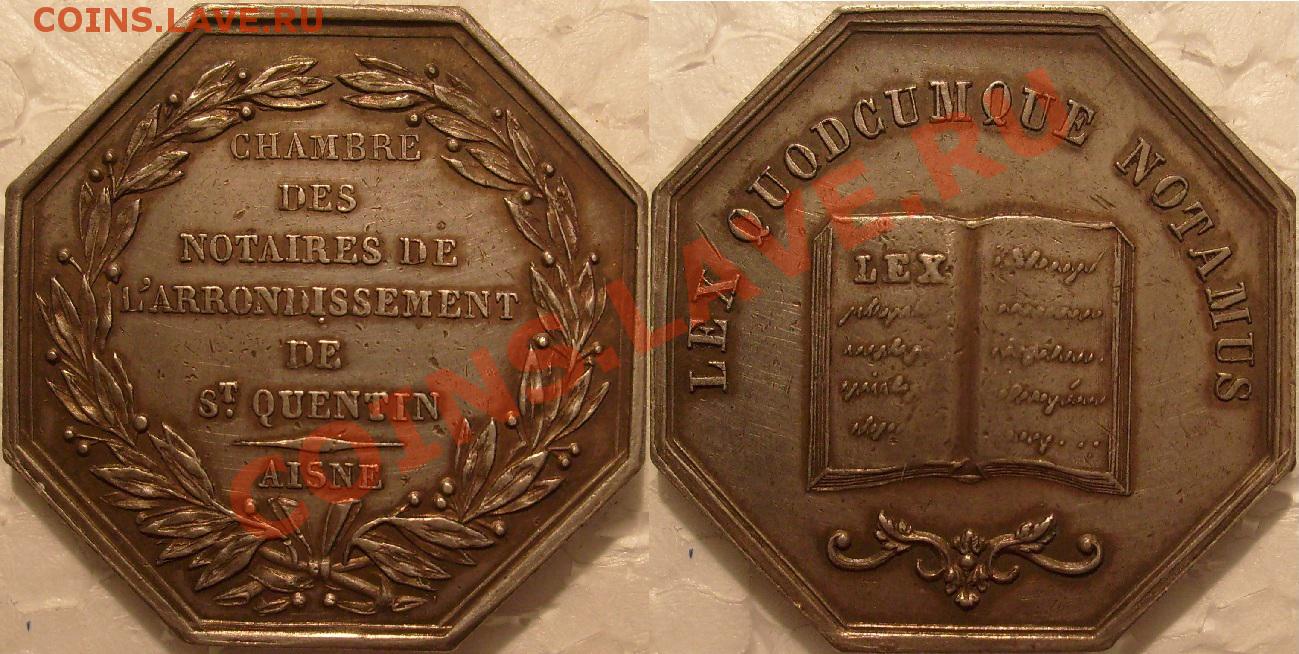 COINS.LAVE.RU
CHAMBRE
DES
NOTAIRES DE
L'ARRONDISSEMENT
DE
ST. QUENTIN
AISNE
LEX QUODCUMQUE NOTAMUS
LEX
COINS.LAVE.RU